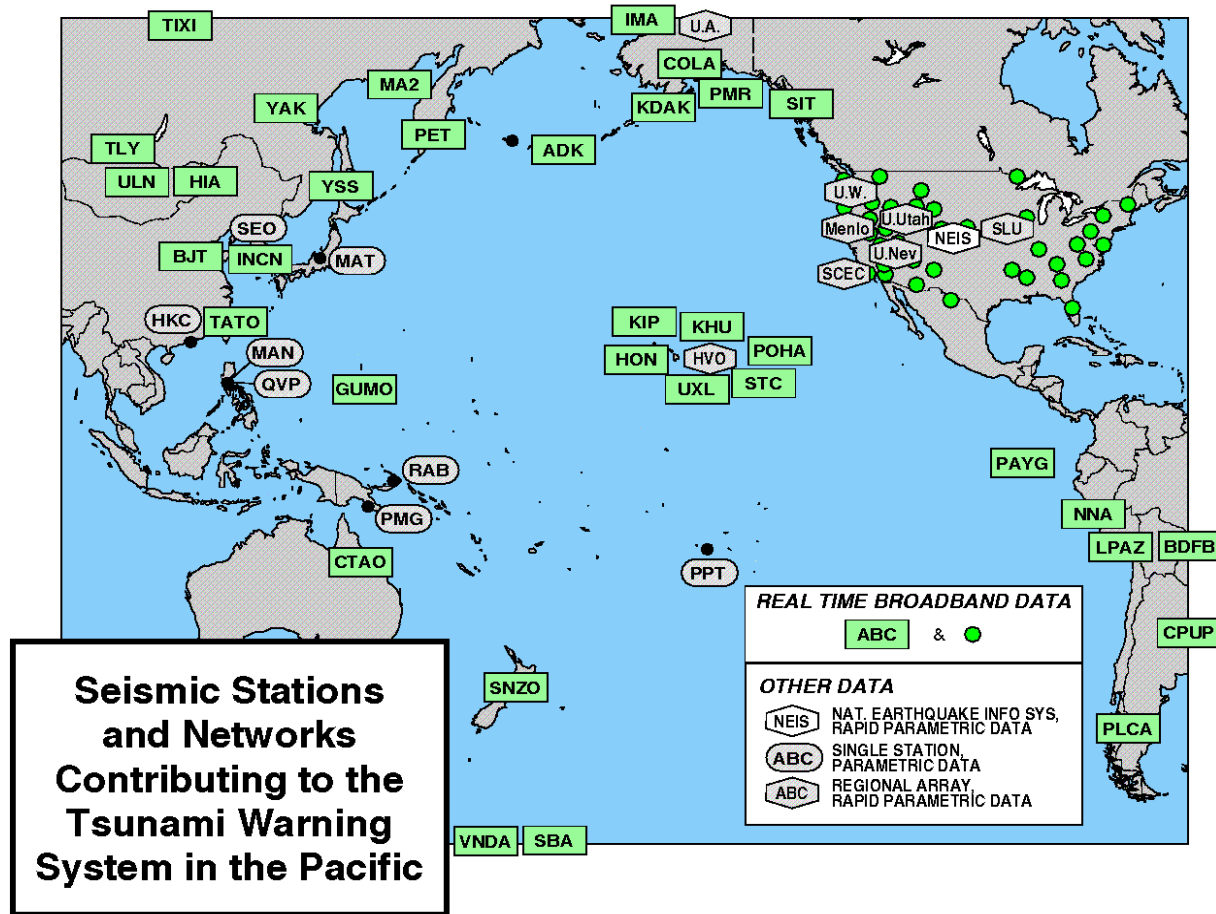 TIXI
IMA
U.A.
COLA
MA2
PMR
YAK
KDAK
SIT
PET
TLY
ADK
ULN
HIA
YSS
U.W.
SEO
U.Utah
Menlo
NEIS
SLU
BJT
INCN
MAT
U.Nev
SCEC
HKC
TATO
KIP
KHU
MAN
HON
HVO
POHA
QVP
GUMO
UXL
STC
RAB
PAYG
PMG
NNA
CTAO
LPAZ
BDFB
PPT
REAL TIME BROADBAND DATA
ABC & 
CPUP
OTHER DATA
NEIS NAT. EARTHQUAKE INFO SYS,
RAPID PARAMETRIC DATA
ABC SINGLE STATION,
PARAMETRIC DATA
ABC REGIONAL ARRAY,
RAPID PARAMETRIC DATA
SNZO
PLCA
Seismic Stations
and Networks
Contributing to the
Tsunami Warning
System in the Pacific
VNDA
SBA